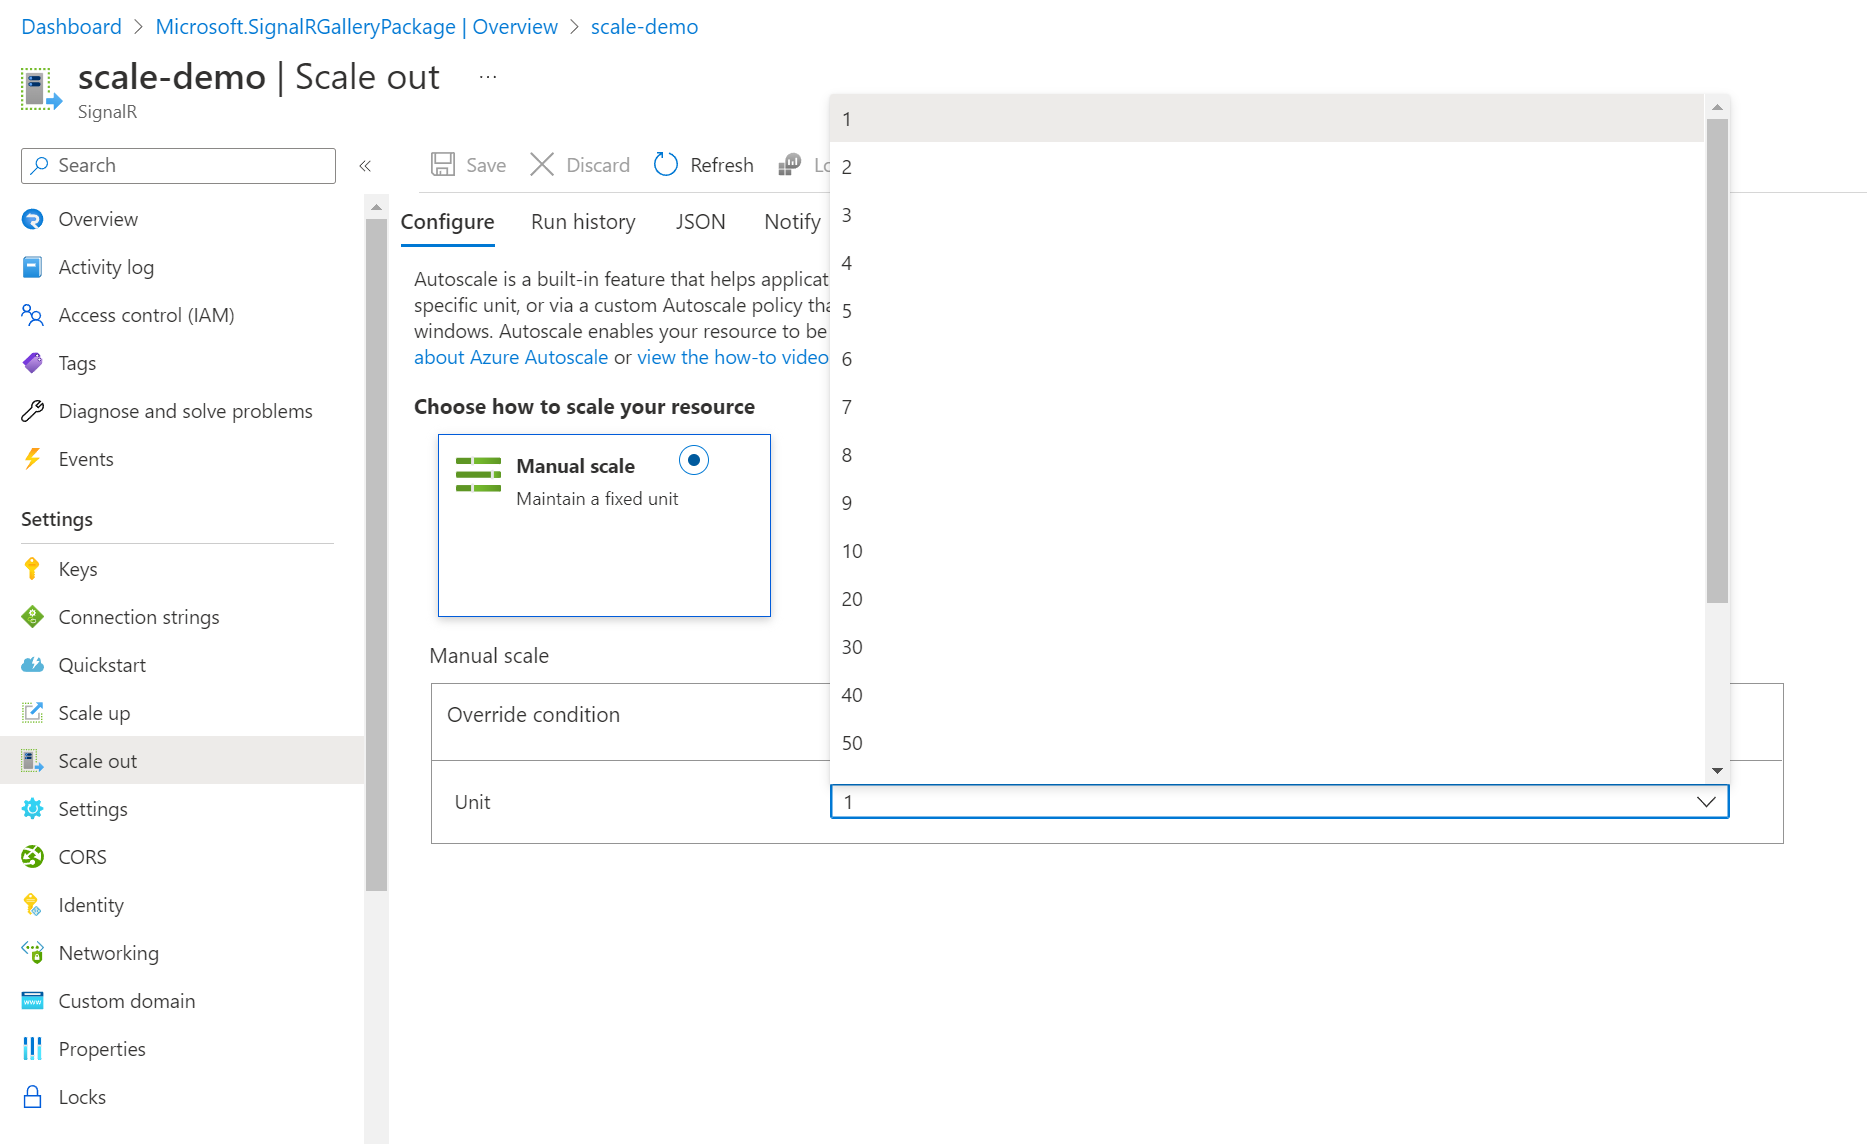 Dashboard > Microsoft.SignalRGalleryPackage | Overview > scale-demo
scale-demo | Scale out ...
SignalR
Search «
Overview
Activity log
Access control (IAM)
Tags
Diagnose and solve problems
Events
Settings
Keys
Connection strings
Quickstart
Scale up
Scale out
Settings
CORS
Identity
Networking
Custom domain
Properties
Locks
Save Discard Refresh Lo
Configure Run history JSON Notify
Autoscale is a built-in feature that helps applicat
specific unit, or via a custom Autoscale policy tha
windows. Autoscale enables your resource to be
about Azure Autoscale or view the how-to video
Choose how to scale your resource
Manual scale
Maintain a fixed unit
Manual scale
Override condition
Unit
1
2
3
4
5
6
7
8
9
10
20
30
40
50
1